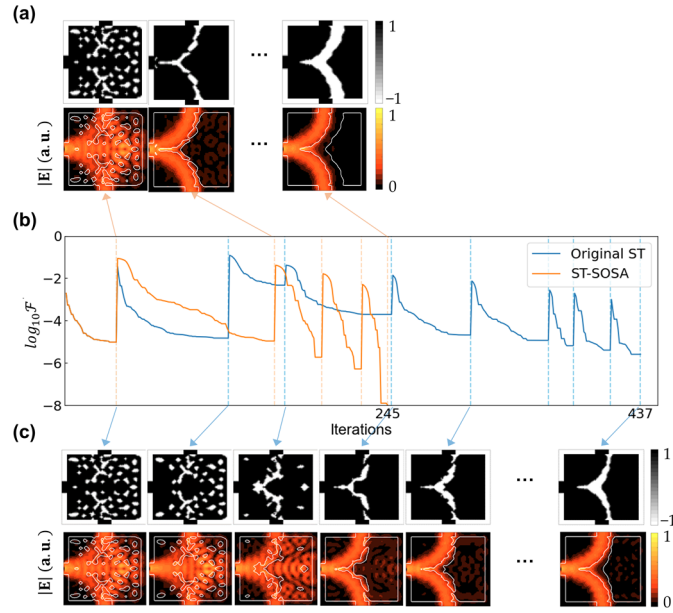 (a)
...
1
−1
|E| (a.u.)
...
1
0
(b)
0
−2
−4
−6
−8
log₁₀ℱ
Original ST
ST-SOSA
245
437
Iterations
(c)
...
1
−1
|E| (a.u.)
...
1
0